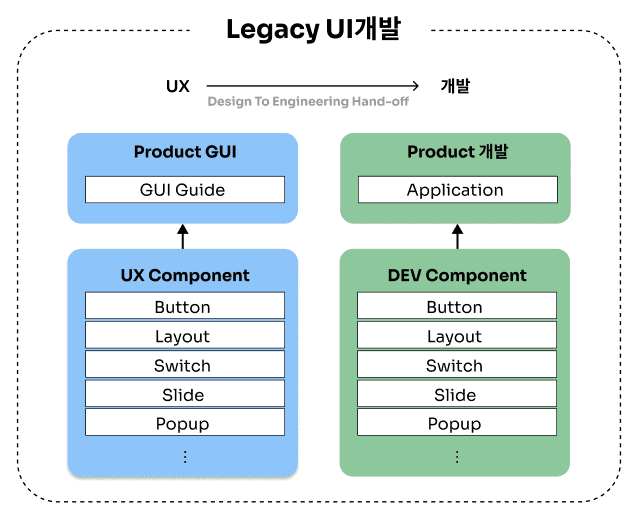 Legacy UI개발
UX
개발
Design To Engineering Hand-off
Product GUI
GUI Guide
UX Component
Button
Layout
Switch
Slide
Popup
⋮
Product 개발
Application
DEV Component
Button
Layout
Switch
Slide
Popup
⋮